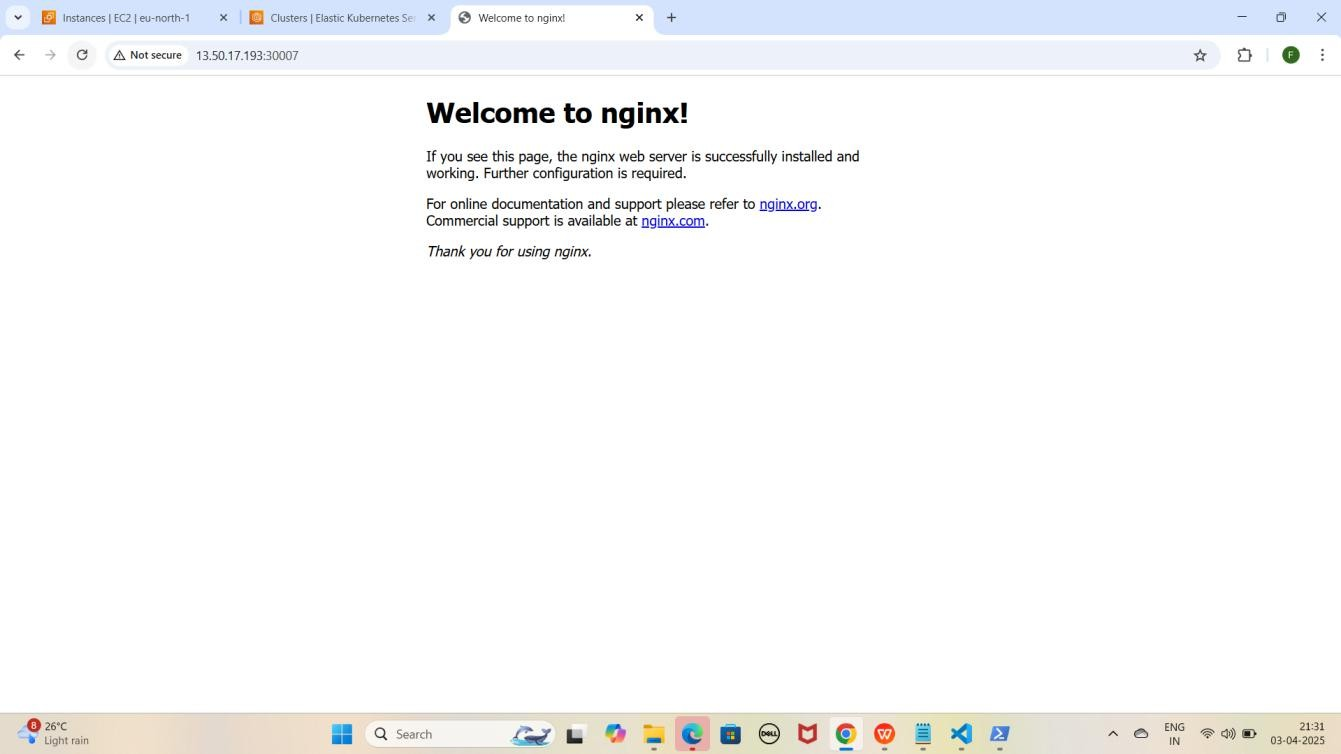 Instances | EC2 | eu-north-1
Clusters | Elastic Kubernetes Ser
Welcome to nginx!
Not secure
13.50.17.193:30007
F
Welcome to nginx!
If you see this page, the nginx web server is successfully installed and
working. Further configuration is required.
For online documentation and support please refer to nginx.org.
Commercial support is available at nginx.com.
Thank you for using nginx.
8
26°C
Light rain
Search
DELL
W
ENG
IN
21:31
03-04-2025